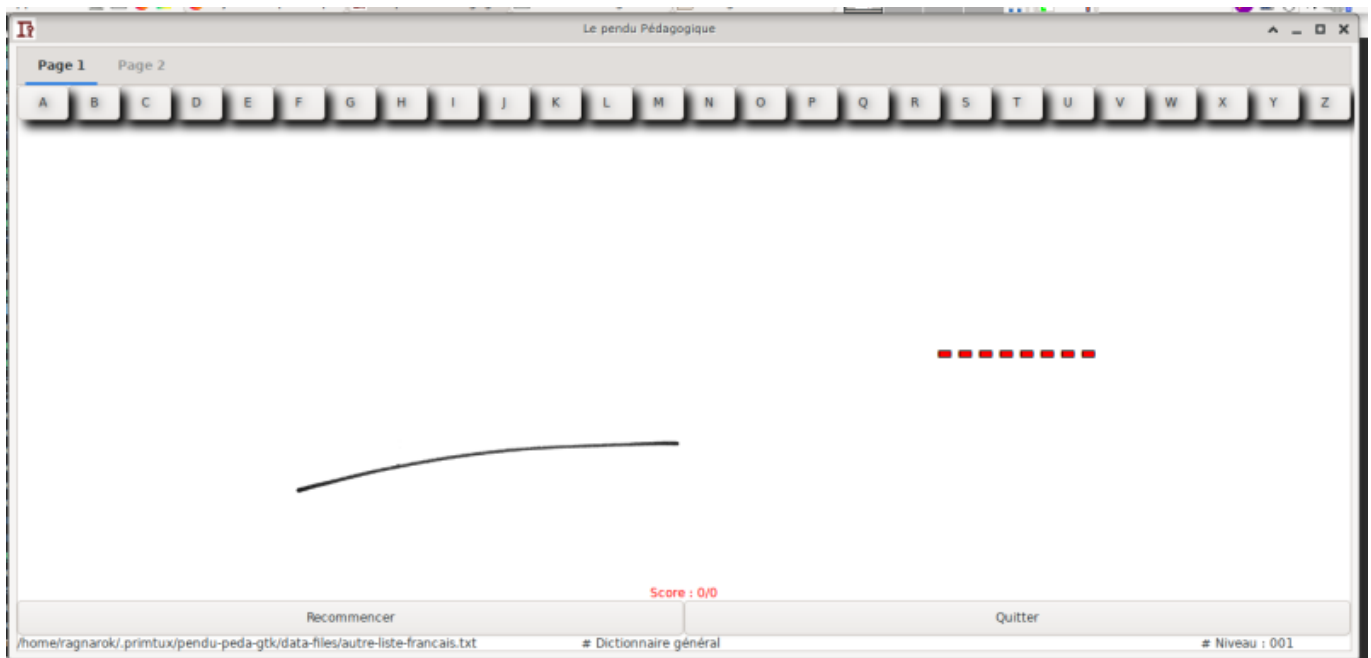 Le pendu Pédagogique
Page 1 Page 2
A B C D E F G H I J K L M N O P Q R S T U V W X Y Z
Score : 0/0
Recommencer Quitter
/home/ragnarok/.primtux/pendu-peda-gtk/data-files/autre-liste-francais.txt # Dictionnaire général # Niveau : 001